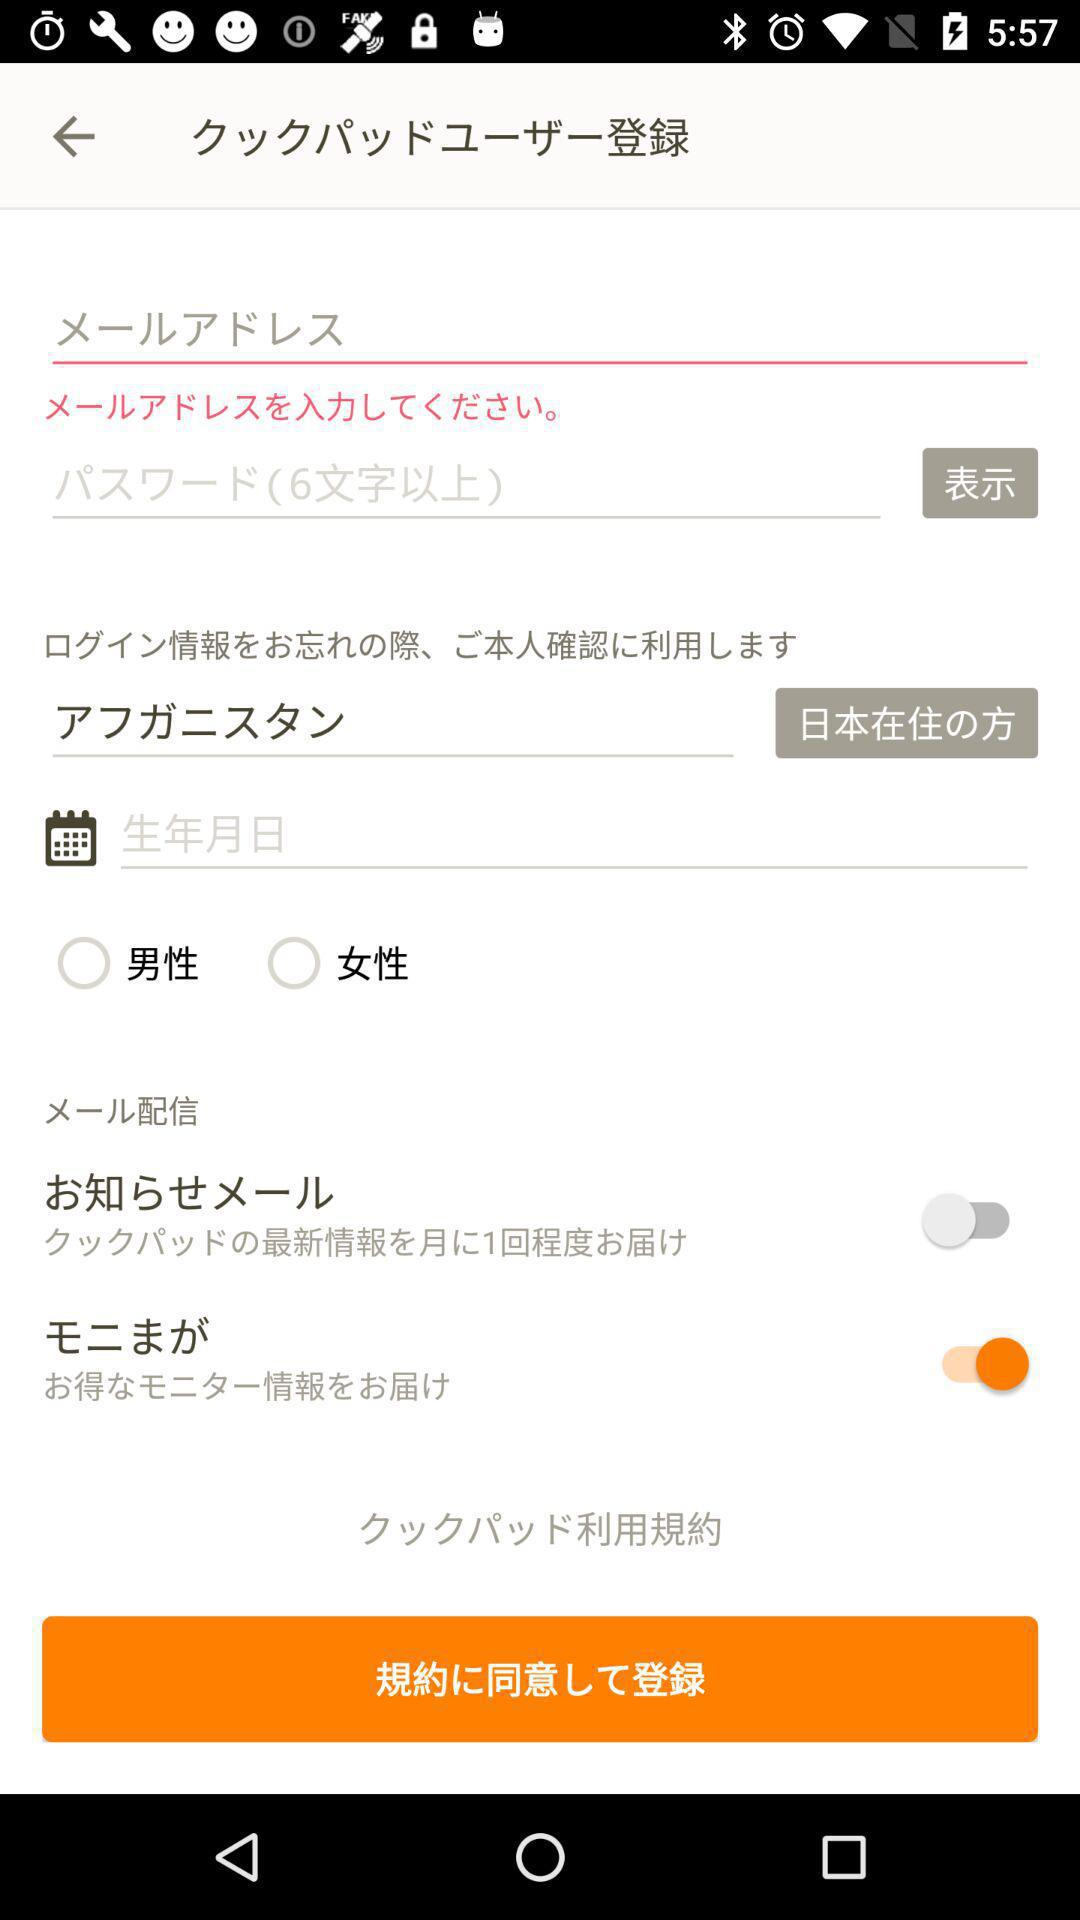 FAKE
5:57
クックパッドユーザー登録
メールアドレス
メールアドレスを入力してください。
パスワード(6文字以上)
表示
ログイン情報をお忘れの際、ご本人確認に利用します
アフガニスタン
日本在住の方
生年月日
男性
女性
メール配信
お知らせメール
クックパッドの最新情報を月に1回程度お届け
モニまが
お得なモニター情報をお届け
クックパッド利用規約
規約に同意して登録